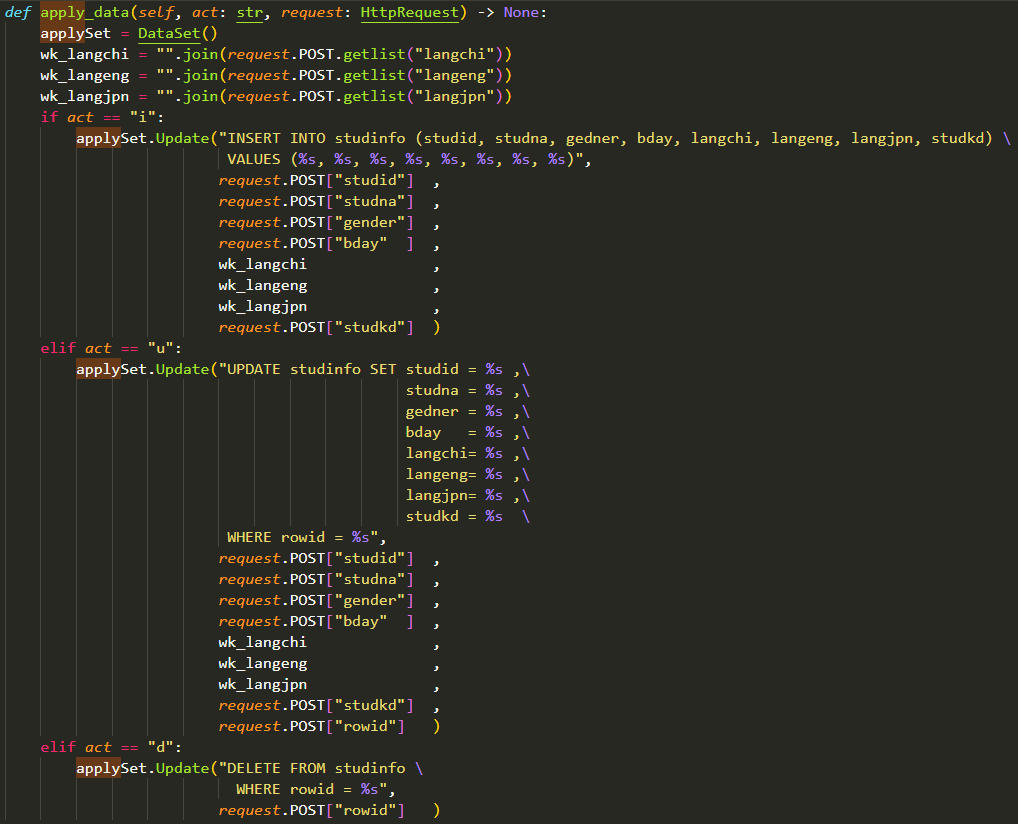 def apply_data(self, act: str, request: HttpRequest) -> None:
    applySet = DataSet()
    wk_langchi = "".join(request.POST.getlist("langchi"))
    wk_langeng = "".join(request.POST.getlist("langeng"))
    wk_langjpn = "".join(request.POST.getlist("langjpn"))
    if act == "i":
        applySet.Update("INSERT INTO studinfo (studid, studna, gedner, bday, langchi, langeng, langjpn, studkd) \
                         VALUES (%s, %s, %s, %s, %s, %s, %s, %s)",
                        request.POST["studid"]  ,
                        request.POST["studna"]  ,
                        request.POST["gender"]  ,
                        request.POST["bday"  ]  ,
                        wk_langchi              ,
                        wk_langeng              ,
                        wk_langjpn              ,
                        request.POST["studkd"]  )
    elif act == "u":
        applySet.Update("UPDATE studinfo SET studid = %s ,\
                                             studna = %s ,\
                                             gedner = %s ,\
                                             bday   = %s ,\
                                             langchi= %s ,\
                                             langeng= %s ,\
                                             langjpn= %s ,\
                                             studkd = %s  \
                         WHERE rowid = %s",
                        request.POST["studid"]  ,
                        request.POST["studna"]  ,
                        request.POST["gender"]  ,
                        request.POST["bday"  ]  ,
                        wk_langchi              ,
                        wk_langeng              ,
                        wk_langjpn              ,
                        request.POST["studkd"]  ,
                        request.POST["rowid"]   )
    elif act == "d":
        applySet.Update("DELETE FROM studinfo \
                          WHERE rowid = %s",
                        request.POST["rowid"]   )